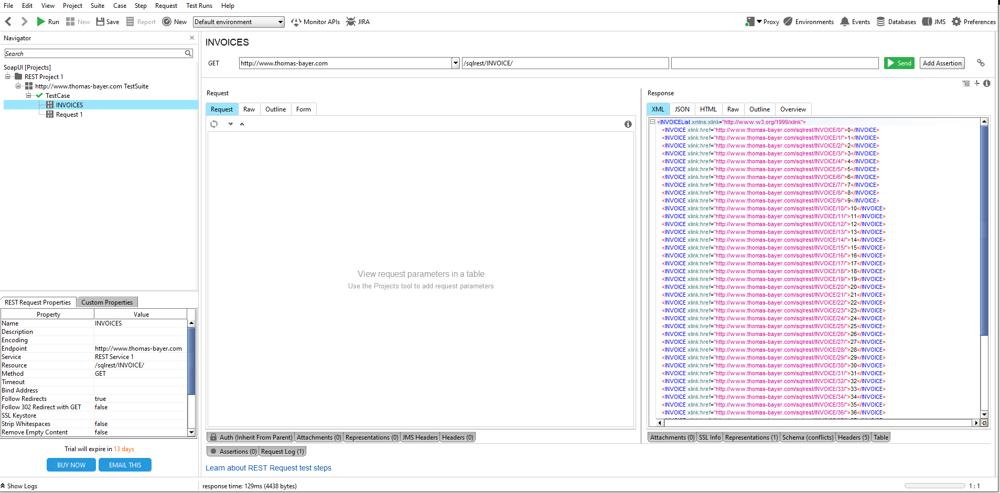 File Edit View Project Suite Case Step Request Test Runs Help
Run New Save Report New Default environment Monitor APIs JIRA Proxy Environments Events Databases JMS Preferences
Navigator
Search
SoapUI [Projects]
REST Project 1
http://www.thomas-bayer.com TestSuite
TestCase
INVOICES
Request 1
REST Request Properties Custom Properties
Property Value
Name INVOICES
Description
Encoding
Endpoint http://www.thomas-bayer.com
Service REST Service 1
Resource /sqlrest/INVOICE/
Method GET
Timeout
Bind Address
Follow Redirects true
Follow 302 Redirect with GET false
SSL Keystore
Strip Whitespaces false
Remove Empty Content false
Trial will expire in 13 days
BUY NOW EMAIL THIS
INVOICES
GET http://www.thomas-bayer.com /sqlrest/INVOICE/ Send Add Assertion
Request
Request Raw Outline Form
View request parameters in a table
Use the Projects tool to add request parameters
Auth (Inherit From Parent) Attachments (0) Representations (0) JMS Headers Headers (0)
Response
XML JSON HTML Raw Outline Overview
<INVOICEList xmlns:xlink="http://www.w3.org/1999/xlink">
<INVOICE xlink:href="http://www.thomas-bayer.com/sqlrest/INVOICE/0/">0</INVOICE>
<INVOICE xlink:href="http://www.thomas-bayer.com/sqlrest/INVOICE/1/">1</INVOICE>
<INVOICE xlink:href="http://www.thomas-bayer.com/sqlrest/INVOICE/2/">2</INVOICE>
<INVOICE xlink:href="http://www.thomas-bayer.com/sqlrest/INVOICE/3/">3</INVOICE>
<INVOICE xlink:href="http://www.thomas-bayer.com/sqlrest/INVOICE/4/">4</INVOICE>
<INVOICE xlink:href="http://www.thomas-bayer.com/sqlrest/INVOICE/5/">5</INVOICE>
<INVOICE xlink:href="http://www.thomas-bayer.com/sqlrest/INVOICE/6/">6</INVOICE>
<INVOICE xlink:href="http://www.thomas-bayer.com/sqlrest/INVOICE/7/">7</INVOICE>
<INVOICE xlink:href="http://www.thomas-bayer.com/sqlrest/INVOICE/8/">8</INVOICE>
<INVOICE xlink:href="http://www.thomas-bayer.com/sqlrest/INVOICE/9/">9</INVOICE>
<INVOICE xlink:href="http://www.thomas-bayer.com/sqlrest/INVOICE/10/">10</INVOICE>
<INVOICE xlink:href="http://www.thomas-bayer.com/sqlrest/INVOICE/11/">11</INVOICE>
<INVOICE xlink:href="http://www.thomas-bayer.com/sqlrest/INVOICE/12/">12</INVOICE>
<INVOICE xlink:href="http://www.thomas-bayer.com/sqlrest/INVOICE/13/">13</INVOICE>
<INVOICE xlink:href="http://www.thomas-bayer.com/sqlrest/INVOICE/14/">14</INVOICE>
<INVOICE xlink:href="http://www.thomas-bayer.com/sqlrest/INVOICE/15/">15</INVOICE>
<INVOICE xlink:href="http://www.thomas-bayer.com/sqlrest/INVOICE/16/">16</INVOICE>
<INVOICE xlink:href="http://www.thomas-bayer.com/sqlrest/INVOICE/17/">17</INVOICE>
<INVOICE xlink:href="http://www.thomas-bayer.com/sqlrest/INVOICE/18/">18</INVOICE>
<INVOICE xlink:href="http://www.thomas-bayer.com/sqlrest/INVOICE/19/">19</INVOICE>
<INVOICE xlink:href="http://www.thomas-bayer.com/sqlrest/INVOICE/20/">20</INVOICE>
<INVOICE xlink:href="http://www.thomas-bayer.com/sqlrest/INVOICE/21/">21</INVOICE>
<INVOICE xlink:href="http://www.thomas-bayer.com/sqlrest/INVOICE/22/">22</INVOICE>
<INVOICE xlink:href="http://www.thomas-bayer.com/sqlrest/INVOICE/23/">23</INVOICE>
<INVOICE xlink:href="http://www.thomas-bayer.com/sqlrest/INVOICE/24/">24</INVOICE>
<INVOICE xlink:href="http://www.thomas-bayer.com/sqlrest/INVOICE/25/">25</INVOICE>
<INVOICE xlink:href="http://www.thomas-bayer.com/sqlrest/INVOICE/26/">26</INVOICE>
<INVOICE xlink:href="http://www.thomas-bayer.com/sqlrest/INVOICE/27/">27</INVOICE>
<INVOICE xlink:href="http://www.thomas-bayer.com/sqlrest/INVOICE/28/">28</INVOICE>
<INVOICE xlink:href="http://www.thomas-bayer.com/sqlrest/INVOICE/29/">29</INVOICE>
<INVOICE xlink:href="http://www.thomas-bayer.com/sqlrest/INVOICE/30/">30</INVOICE>
<INVOICE xlink:href="http://www.thomas-bayer.com/sqlrest/INVOICE/31/">31</INVOICE>
<INVOICE xlink:href="http://www.thomas-bayer.com/sqlrest/INVOICE/32/">32</INVOICE>
<INVOICE xlink:href="http://www.thomas-bayer.com/sqlrest/INVOICE/33/">33</INVOICE>
<INVOICE xlink:href="http://www.thomas-bayer.com/sqlrest/INVOICE/34/">34</INVOICE>
<INVOICE xlink:href="http://www.thomas-bayer.com/sqlrest/INVOICE/35/">35</INVOICE>
<INVOICE xlink:href="http://www.thomas-bayer.com/sqlrest/INVOICE/36/">36</INVOICE>
Attachments (0) SSL Info Representations (1) Schema (conflicts) Headers (5) Table
Assertions (0) Request Log (1)
Learn about REST Request test steps
Show Logs response time: 129ms (4438 bytes) 1 : 1